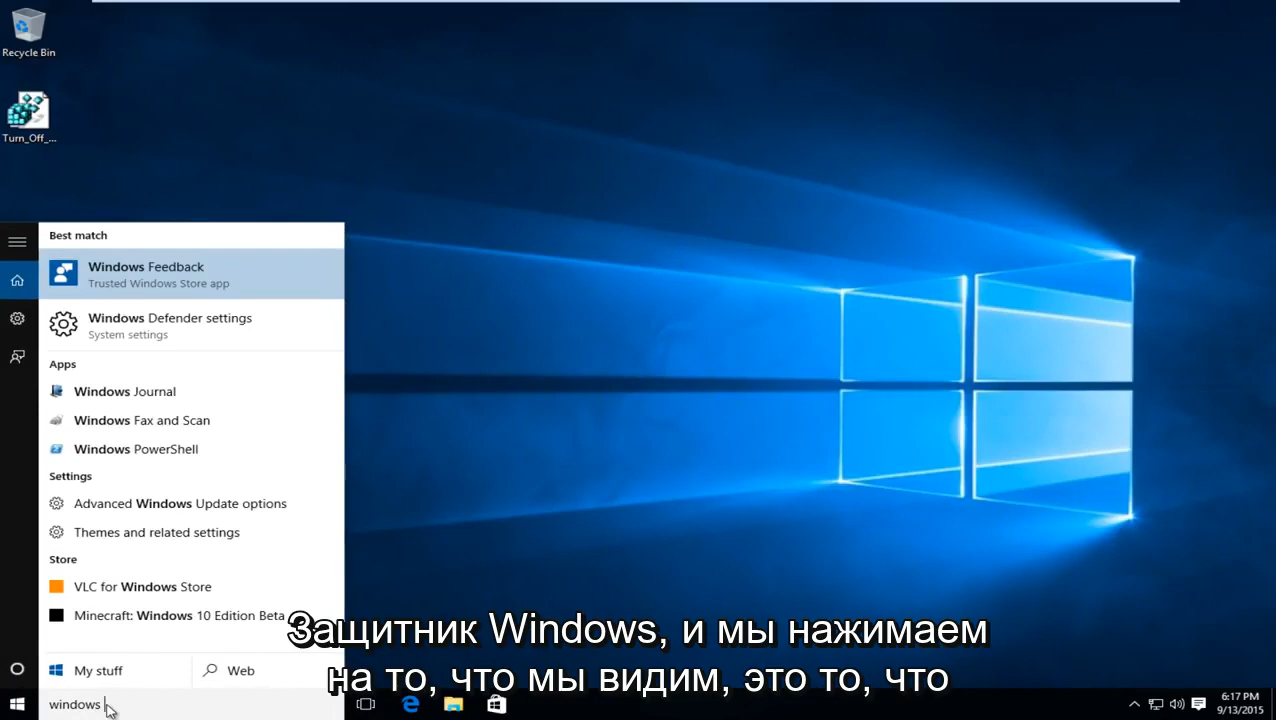 Recycle Bin
Turn_Off_...
Best match
Windows Feedback
Trusted Windows Store app
Windows Defender settings
System settings
Apps
Windows Journal
Windows Fax and Scan
Windows PowerShell
Settings
Advanced Windows Update options
Themes and related settings
Store
VLC for Windows Store
Minecraft: Windows 10 Edition Beta
Защитник Windows, и мы нажимаем
на то, что мы видим, это то, что
My stuff
Web
windows
6:17 PM
9/13/2015